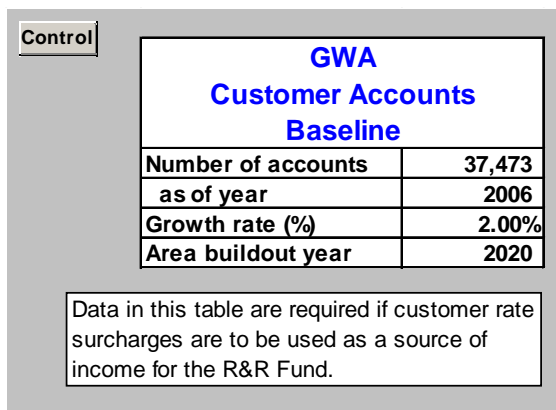 Control
GWA
Customer Accounts
Baseline
Number of accounts 37,473
as of year 2006
Growth rate (%) 2.00%
Area buildout year 2020
Data in this table are required if customer rate
surcharges are to be used as a source of
income for the R&R Fund.